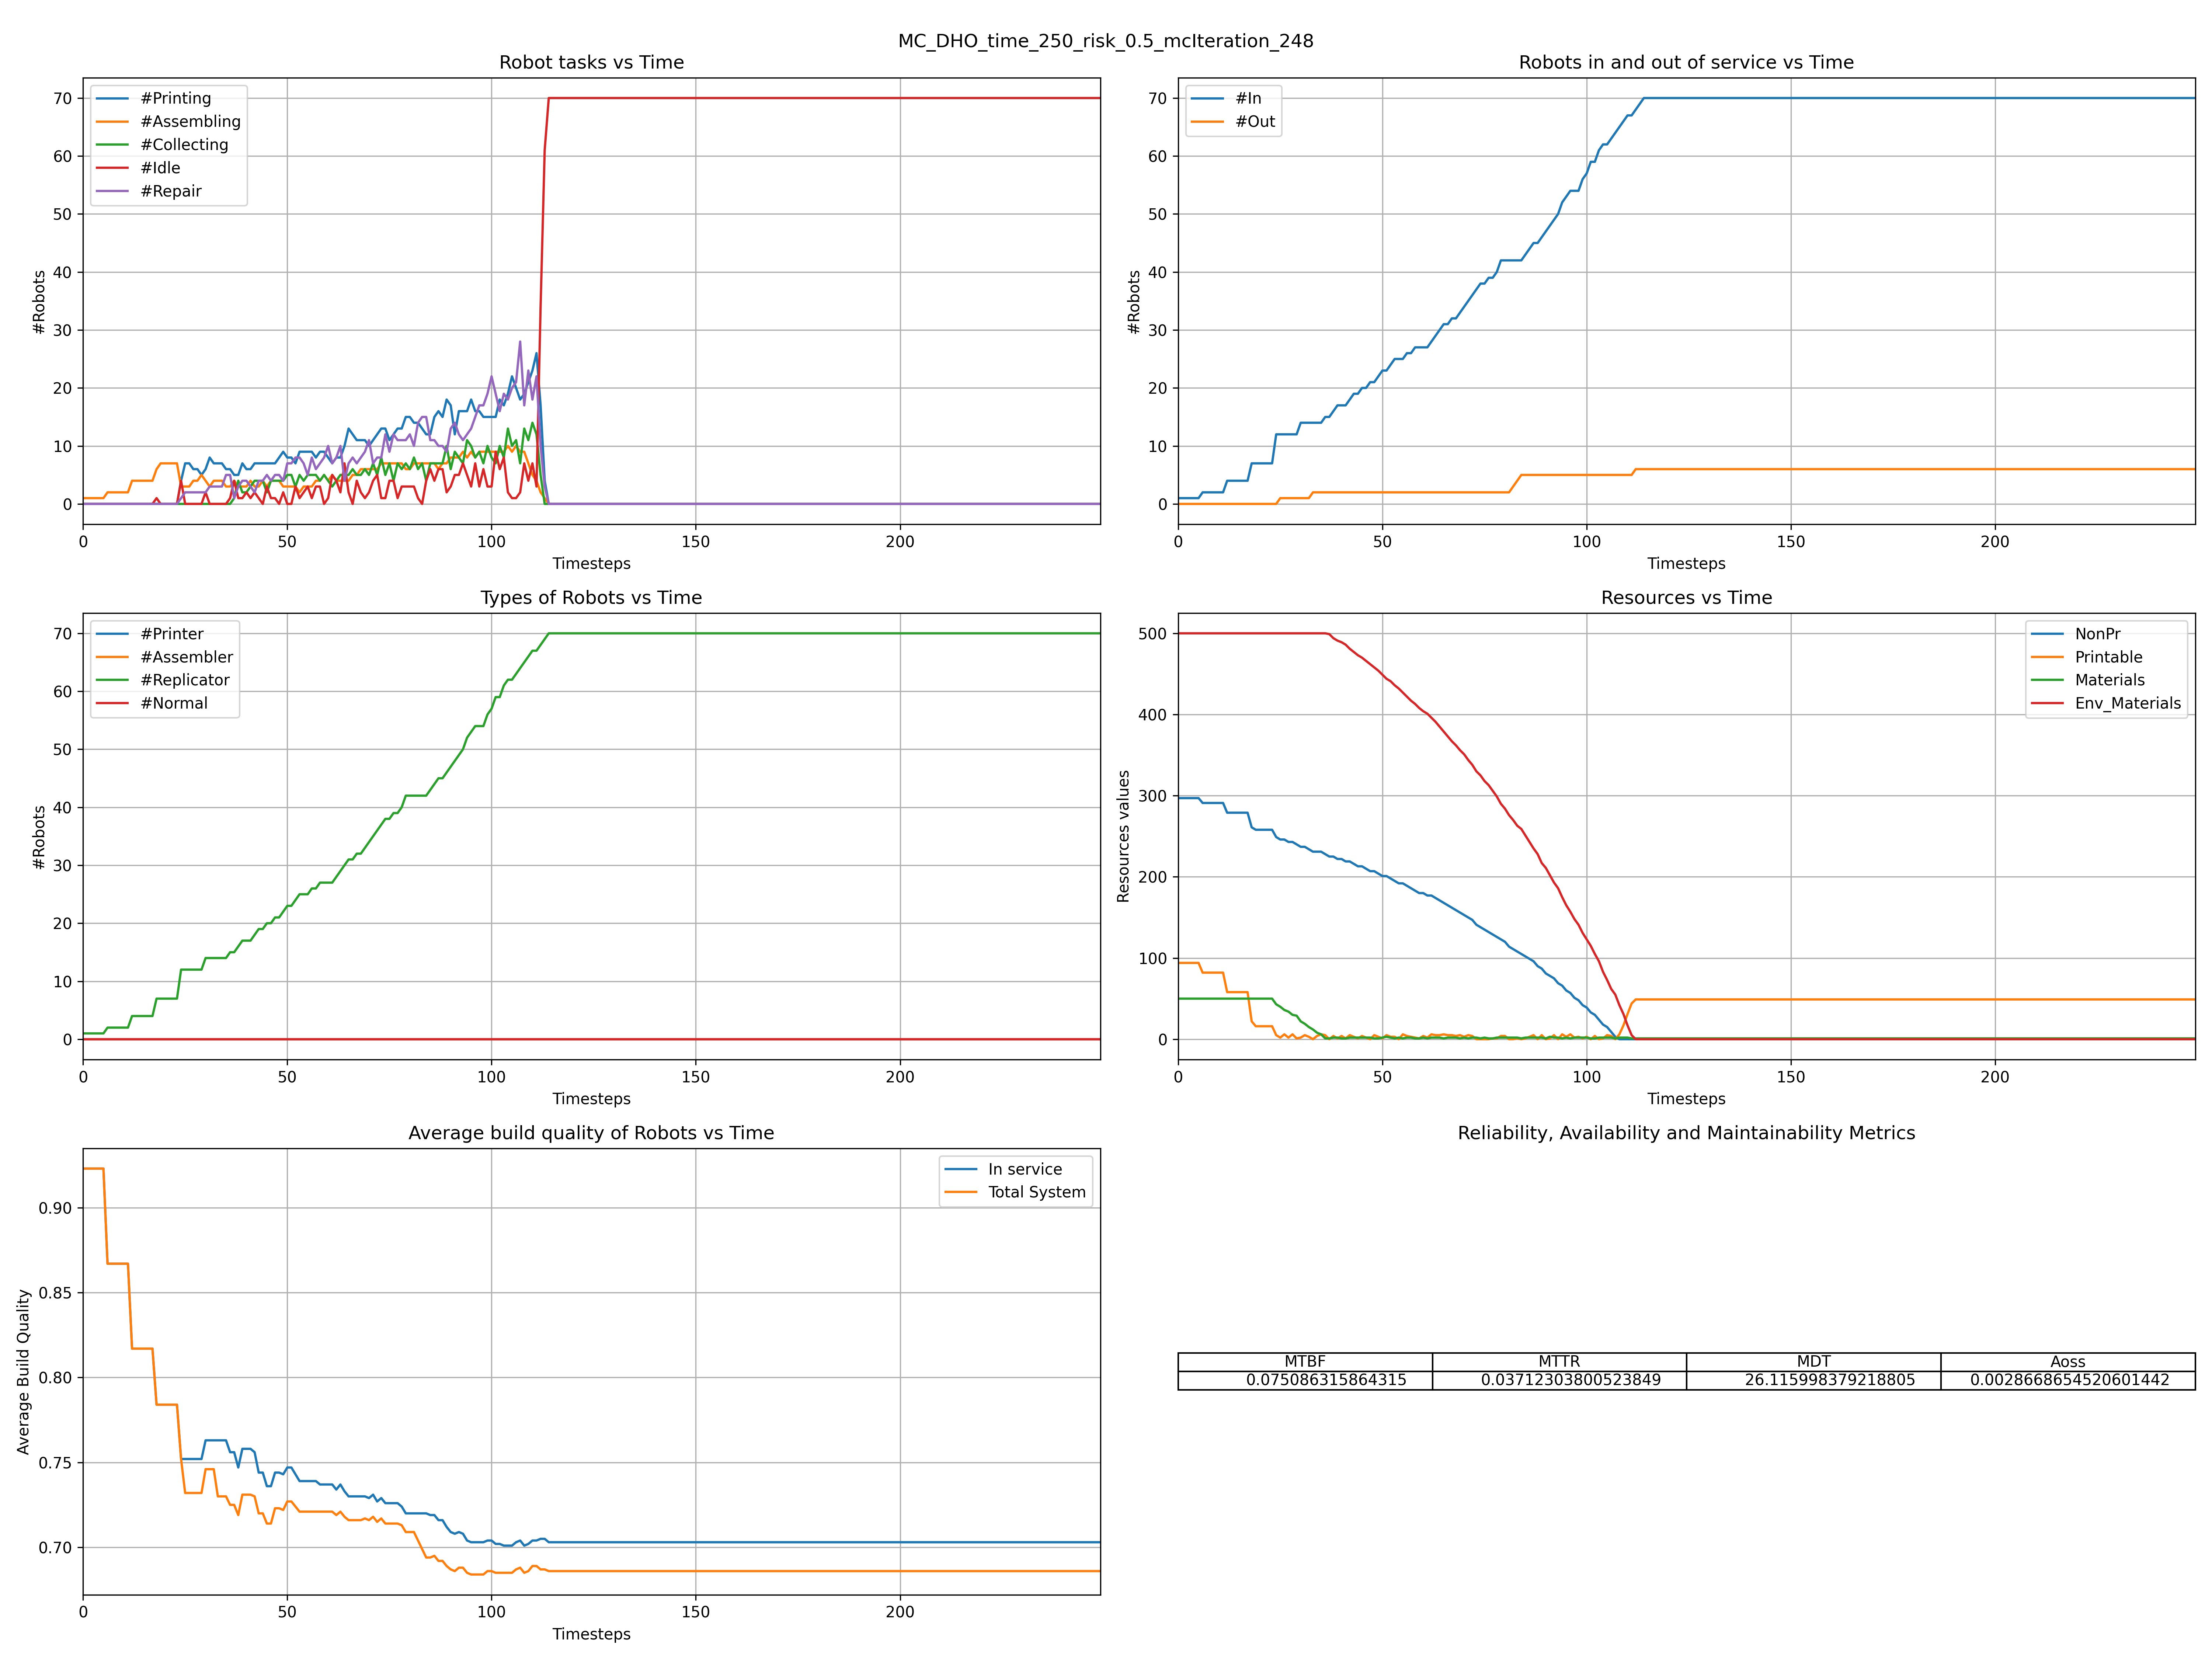 MC_DHO_time_250_risk_0.5_mcIteration_248
Robot tasks vs Time
70
60
50
40
30
20
10
0
#Robots
#Printing
#Assembling
#Collecting
#Idle
#Repair
0 50 100 150 200
Timesteps
Robots in and out of service vs Time
70
60
50
40
30
20
10
0
#Robots
#In
#Out
0 50 100 150 200
Timesteps
Types of Robots vs Time
70
60
50
40
30
20
10
0
#Robots
#Printer
#Assembler
#Replicator
#Normal
0 50 100 150 200
Timesteps
Resources vs Time
500
400
300
200
100
0
Resources values
NonPr
Printable
Materials
Env_Materials
0 50 100 150 200
Timesteps
Average build quality of Robots vs Time
0.90
0.85
0.80
0.75
0.70
Average Build Quality
In service
Total System
0 50 100 150 200
Timesteps
Reliability, Availability and Maintainability Metrics
MTBF MTTR MDT Aoss
0.075086315864315 0.03712303800523849 26.115998379218805 0.0028668654520601442